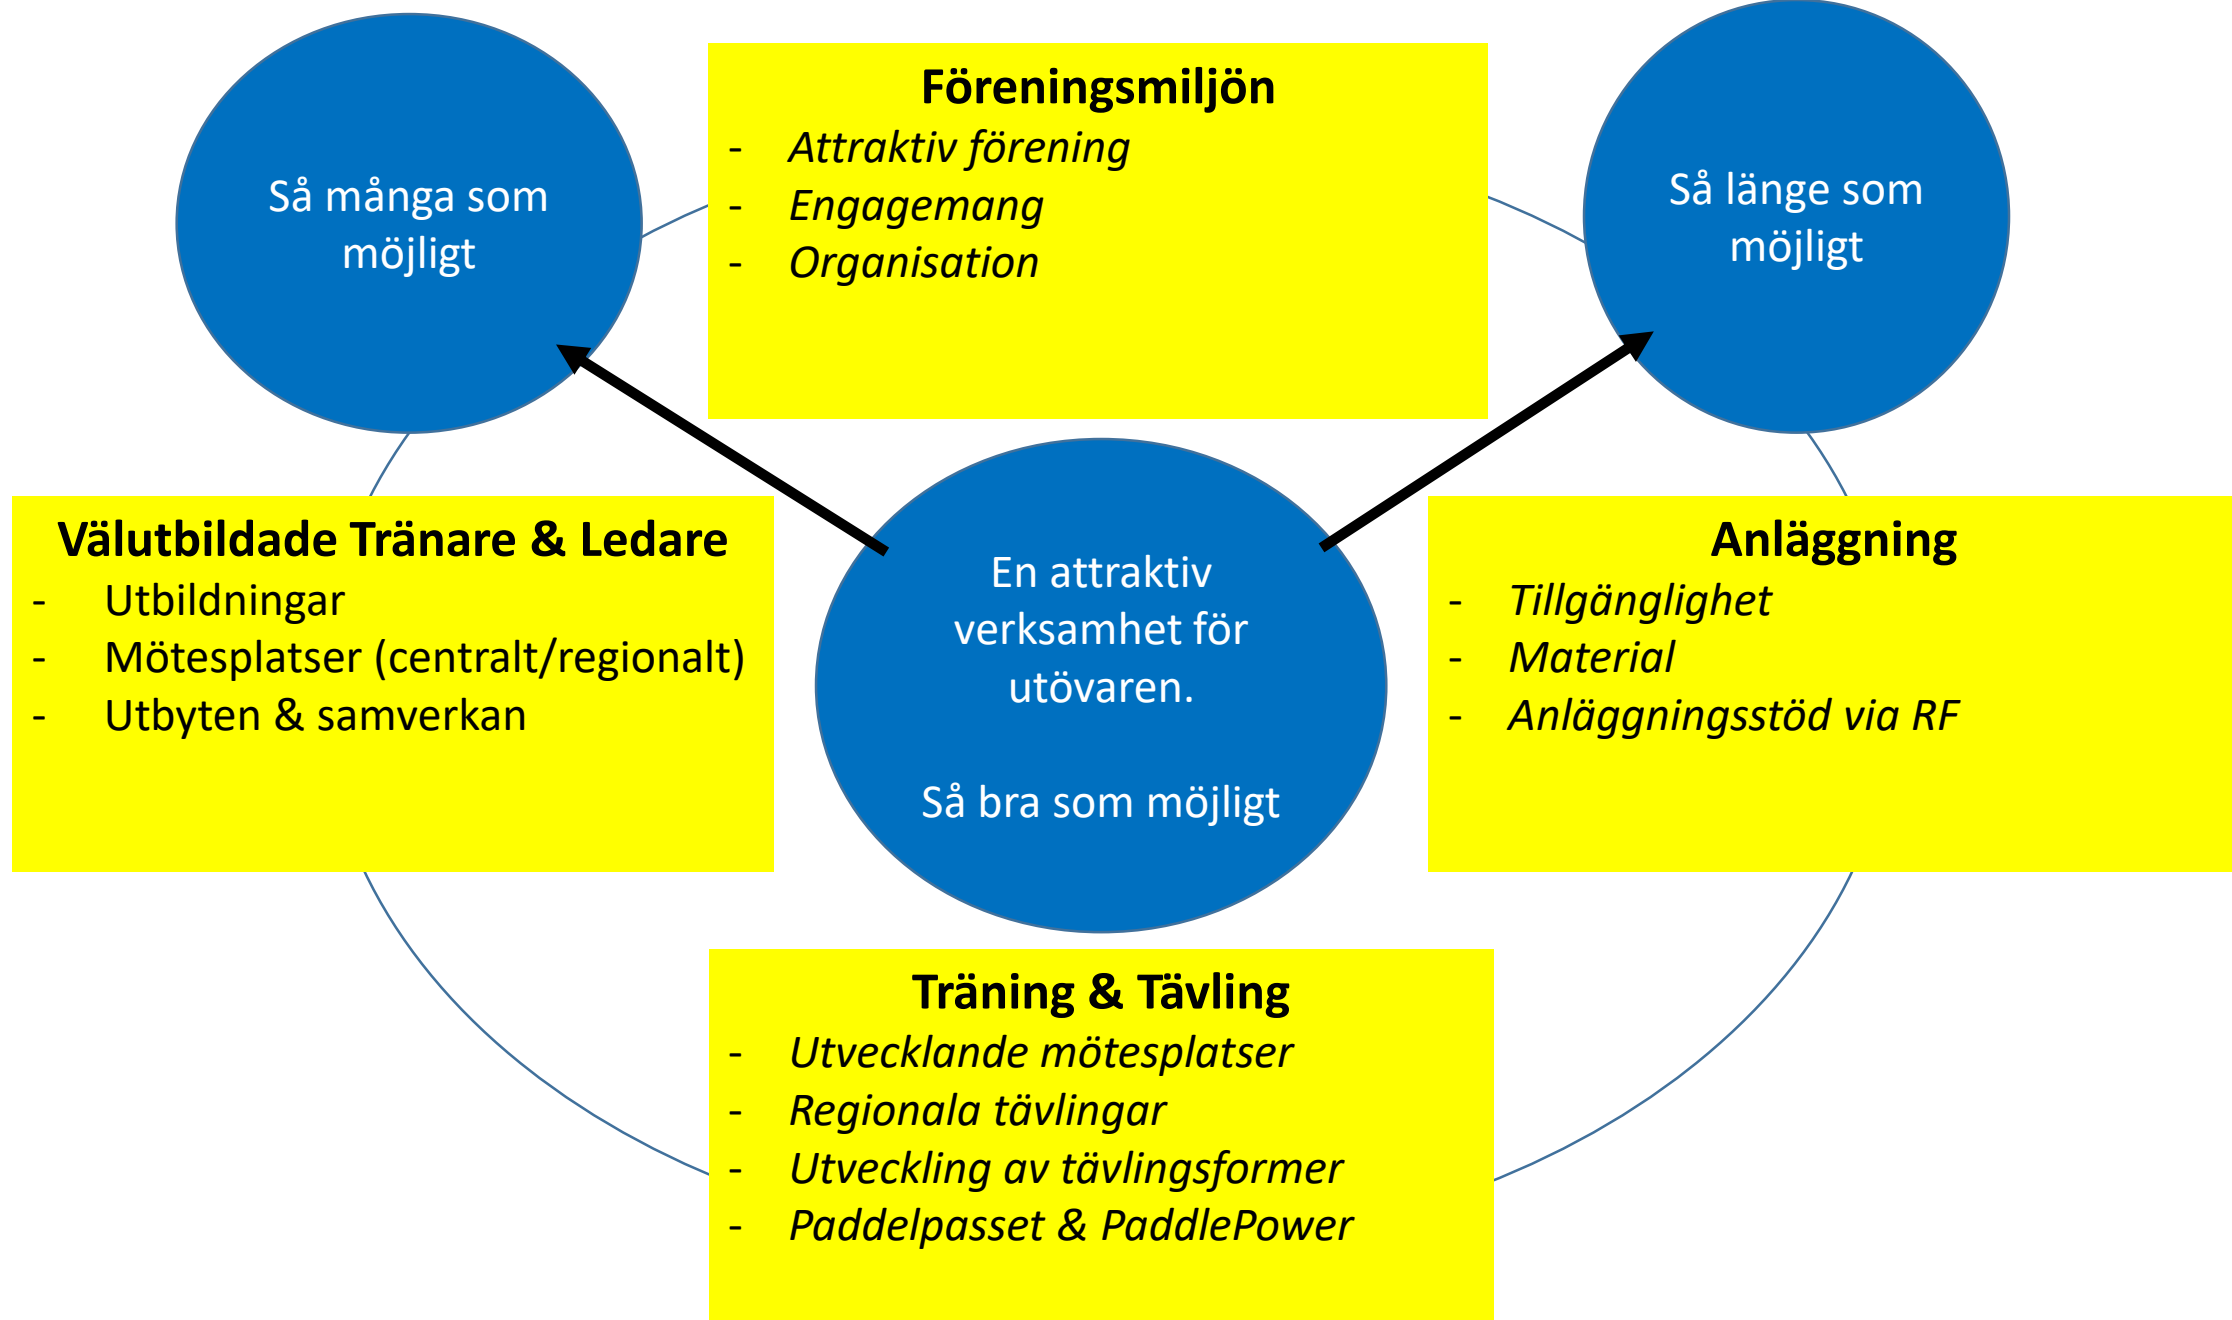 Så många som
möjligt
Föreningsmiljön
- Attraktiv förening
- Engagemang
- Organisation
Så länge som
möjligt
Välutbildade Tränare & Ledare
- Utbildningar
- Mötesplatser (centralt/regionalt)
- Utbyten & samverkan
En attraktiv
verksamhet för
utövaren.
Så bra som möjligt
Anläggning
- Tillgänglighet
- Material
- Anläggningsstöd via RF
Träning & Tävling
- Utvecklande mötesplatser
- Regionala tävlingar
- Utveckling av tävlingsformer
- Paddelpasset & PaddlePower